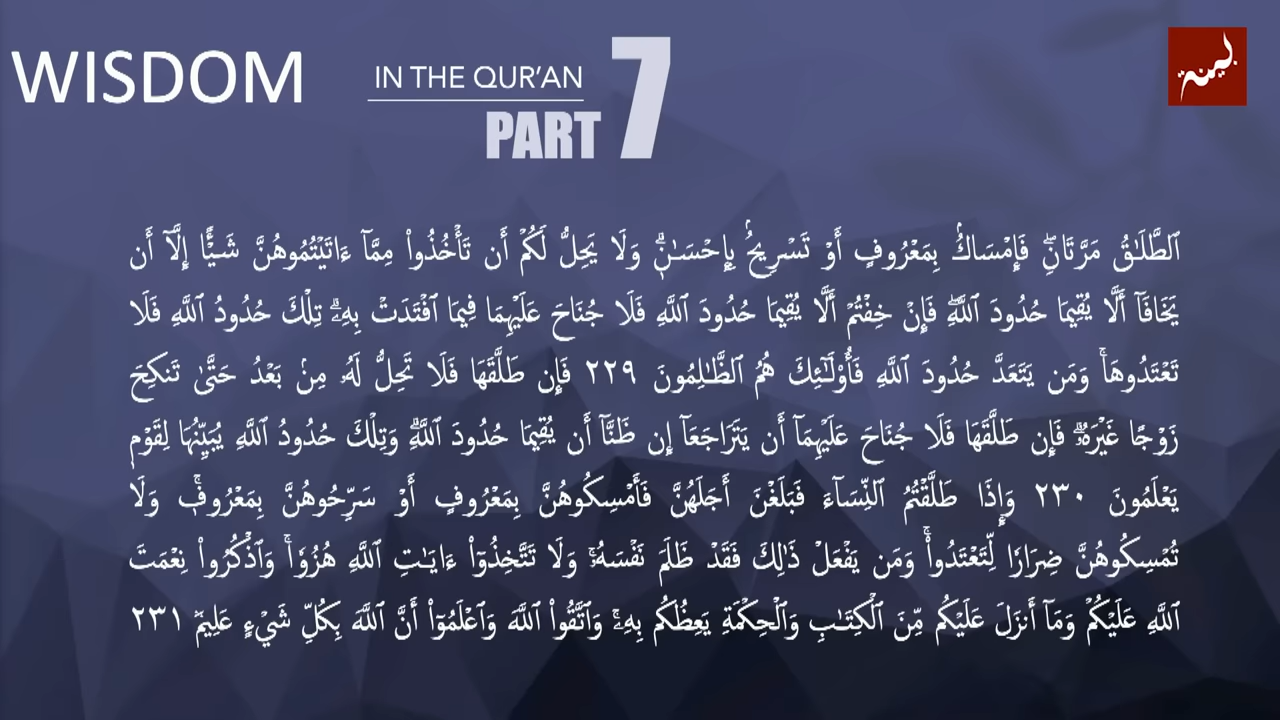 WISDOM
IN THE QUR'AN
PART 7
بينة
ٱلطَّلَـٰقُ مَرَّتَانِۖ فَإِمْسَاكُۢ بِمَعْرُوفٍ أَوْ تَسْرِيحُۢ بِإِحْسَـٰنٍۗ وَلَا يَحِلُّ لَكُمْ أَن تَأْخُذُوا۟ مِمَّآ ءَاتَيْتُمُوهُنَّ شَيْـًٔا إِلَّآ أَن
يَخَافَآ أَلَّا يُقِيمَا حُدُودَ ٱللَّهِۖ فَإِنْ خِفْتُمْ أَلَّا يُقِيمَا حُدُودَ ٱللَّهِ فَلَا جُنَاحَ عَلَيْهِمَا فِيمَا ٱفْتَدَتْ بِهِۦۗ تِلْكَ حُدُودُ ٱللَّهِ فَلَا
تَعْتَدُوهَاۚ وَمَن يَتَعَدَّ حُدُودَ ٱللَّهِ فَأُو۟لَـٰٓئِكَ هُمُ ٱلظَّـٰلِمُونَ ٢٢٩ فَإِن طَلَّقَهَا فَلَا تَحِلُّ لَهُۥ مِنۢ بَعْدُ حَتَّىٰ تَنكِحَ
زَوْجًا غَيْرَهُۥۗ فَإِن طَلَّقَهَا فَلَا جُنَاحَ عَلَيْهِمَآ أَن يَتَرَاجَعَآ إِن ظَنَّآ أَن يُقِيمَا حُدُودَ ٱللَّهِۗ وَتِلْكَ حُدُودُ ٱللَّهِ يُبَيِّنُهَا لِقَوْمٍ
يَعْلَمُونَ ٢٣٠ وَإِذَا طَلَّقْتُمُ ٱلنِّسَآءَ فَبَلَغْنَ أَجَلَهُنَّ فَأَمْسِكُوهُنَّ بِمَعْرُوفٍ أَوْ سَرِّحُوهُنَّ بِمَعْرُوفٍۚ وَلَا
تُمْسِكُوهُنَّ ضِرَارًا لِّتَعْتَدُوا۟ۚ وَمَن يَفْعَلْ ذَٰلِكَ فَقَدْ ظَلَمَ نَفْسَهُۥۚ وَلَا تَتَّخِذُوٓا۟ ءَايَـٰتِ ٱللَّهِ هُزُوًاۚ وَٱذْكُرُوا۟ نِعْمَتَ
ٱللَّهِ عَلَيْكُمْ وَمَآ أَنزَلَ عَلَيْكُم مِّنَ ٱلْكِتَـٰبِ وَٱلْحِكْمَةِ يَعِظُكُم بِهِۦۚ وَٱتَّقُوا۟ ٱللَّهَ وَٱعْلَمُوٓا۟ أَنَّ ٱللَّهَ بِكُلِّ شَىْءٍ عَلِيمٌ ٢٣١